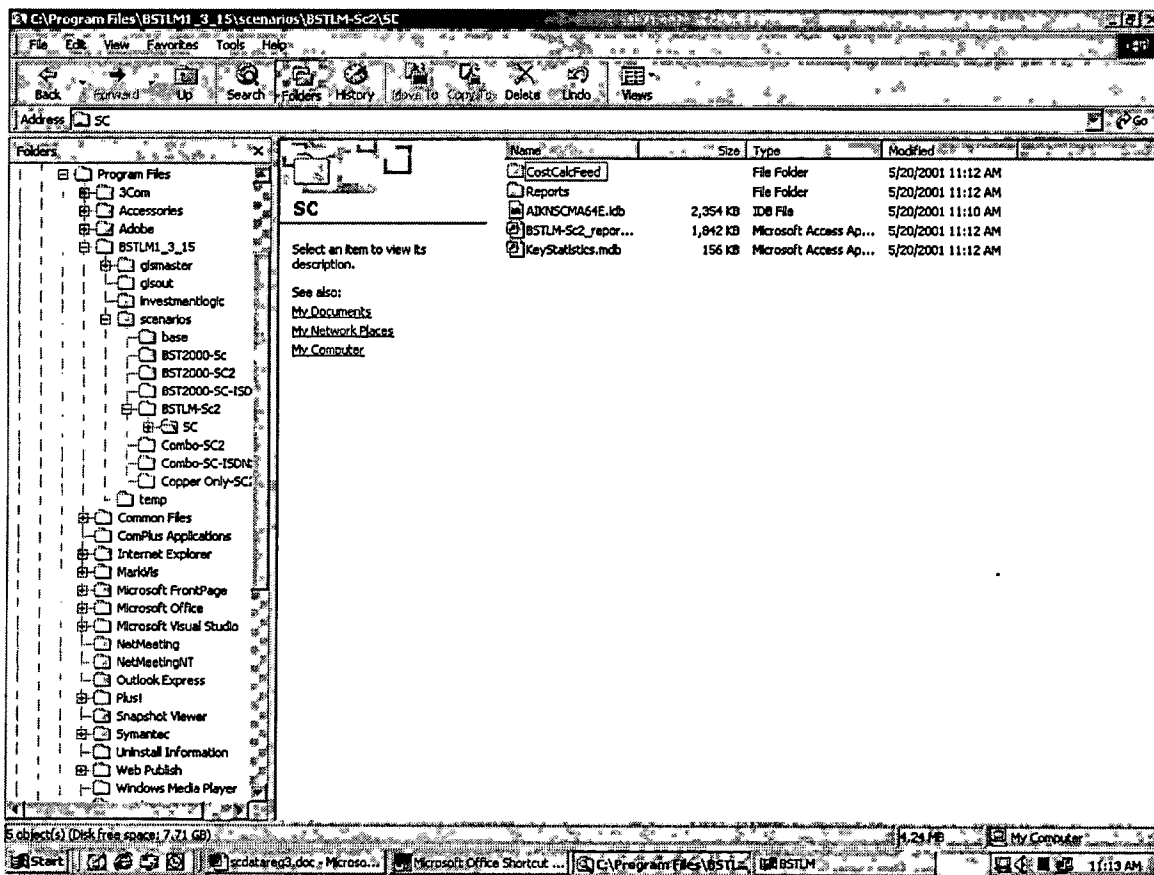 C:\Program Files\BSTLM1_3_15\scenarios\BSTLM-Sc2\SC
File Edit View Favorites Tools Help
Back Forward Up Search Folders History Move To Copy To Delete Undo Views
Address SC Go
Folders
Program Files
3Com
Accessories
Adobe
BSTLM1_3_15
gismaster
gisout
investmentlogic
scenarios
base
BST2000-Sc
BST2000-SC2
BST2000-SC-ISD
BSTLM-Sc2
SC
Combo-SC2
Combo-SC-ISDN
Copper Only-SC
temp
Common Files
ComPlus Applications
Internet Explorer
MarkVis
Microsoft FrontPage
Microsoft Office
Microsoft Visual Studio
NetMeeting
NetMeetingNT
Outlook Express
Plus!
Snapshot Viewer
Symantec
Uninstall Information
Web Publish
Windows Media Player
SC
Select an item to view its
description.
See also:
My Documents
My Network Places
My Computer
Name Size Type Modified
CostCalcFeed File Folder 5/20/2001 11:12 AM
Reports File Folder 5/20/2001 11:12 AM
AIKNSCMA64E.idb 2,354 KB IDB File 5/20/2001 11:10 AM
BSTLM-Sc2_repor... 1,842 KB Microsoft Access Ap... 5/20/2001 11:12 AM
KeyStatistics.mdb 156 KB Microsoft Access Ap... 5/20/2001 11:12 AM
5 object(s) (Disk free space: 7.71 GB) 4.24 MB My Computer
Start scdatareq3.doc - Microso... Microsoft Office Shortcut ... C:\Program Files\BSTL... BSTLM 11:13 AM